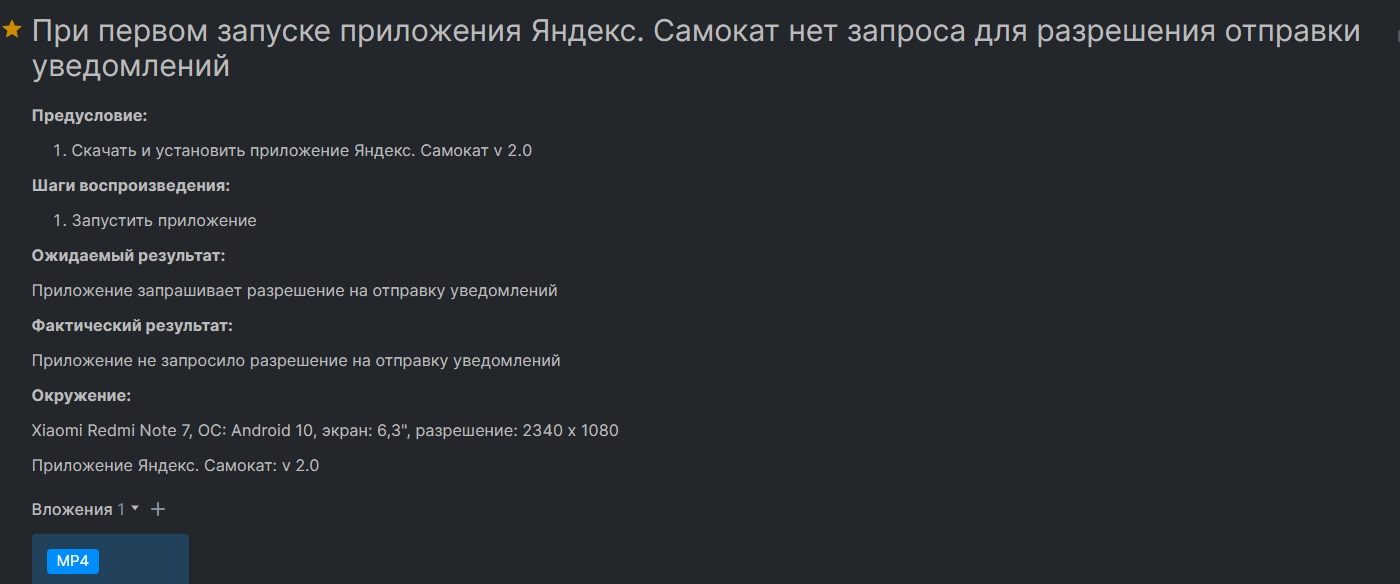 При первом запуске приложения Яндекс. Самокат нет запроса для разрешения отправки
уведомлений
Предусловие:
1. Скачать и установить приложение Яндекс. Самокат v 2.0
Шаги воспроизведения:
1. Запустить приложение
Ожидаемый результат:
Приложение запрашивает разрешение на отправку уведомлений
Фактический результат:
Приложение не запросило разрешение на отправку уведомлений
Окружение:
Xiaomi Redmi Note 7, ОС: Android 10, экран: 6,3", разрешение: 2340 x 1080
Приложение Яндекс. Самокат: v 2.0
Вложения 1
MP4